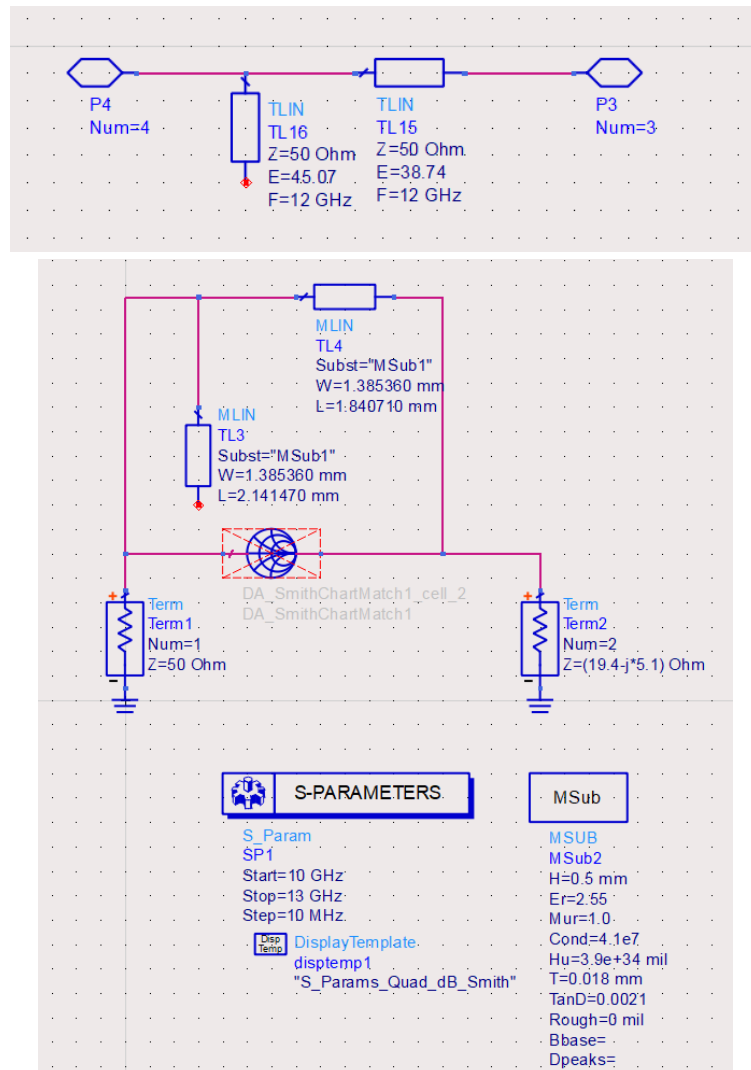 P4
Num=4
TLIN
TL16
Z=50 Ohm
E=45.07
F=12 GHz
TLIN
TL15
Z=50 Ohm
E=38.74
F=12 GHz
P3
Num=3
MLIN
TL4
Subst="MSub1"
W=1.385360 mm
L=1.840710 mm
MLIN
TL3
Subst="MSub1"
W=1.385360 mm
L=2.141470 mm
DA_SmithChartMatch1_cell_2
DA_SmithChartMatch1
+
Term
Term1
Num=1
Z=50 Ohm
-
+
Term
Term2
Num=2
Z=(19.4-j*5.1) Ohm
-
S-PARAMETERS
S_Param
SP1
Start=10 GHz
Stop=13 GHz
Step=10 MHz
Disp
Temp
DisplayTemplate
disptemp1
"S_Params_Quad_dB_Smith"
MSub
MSUB
MSub2
H=0.5 mm
Er=2.55
Mur=1.0
Cond=4.1e7
Hu=3.9e+34 mil
T=0.018 mm
TanD=0.0021
Rough=0 mil
Bbase=
Dpeaks=